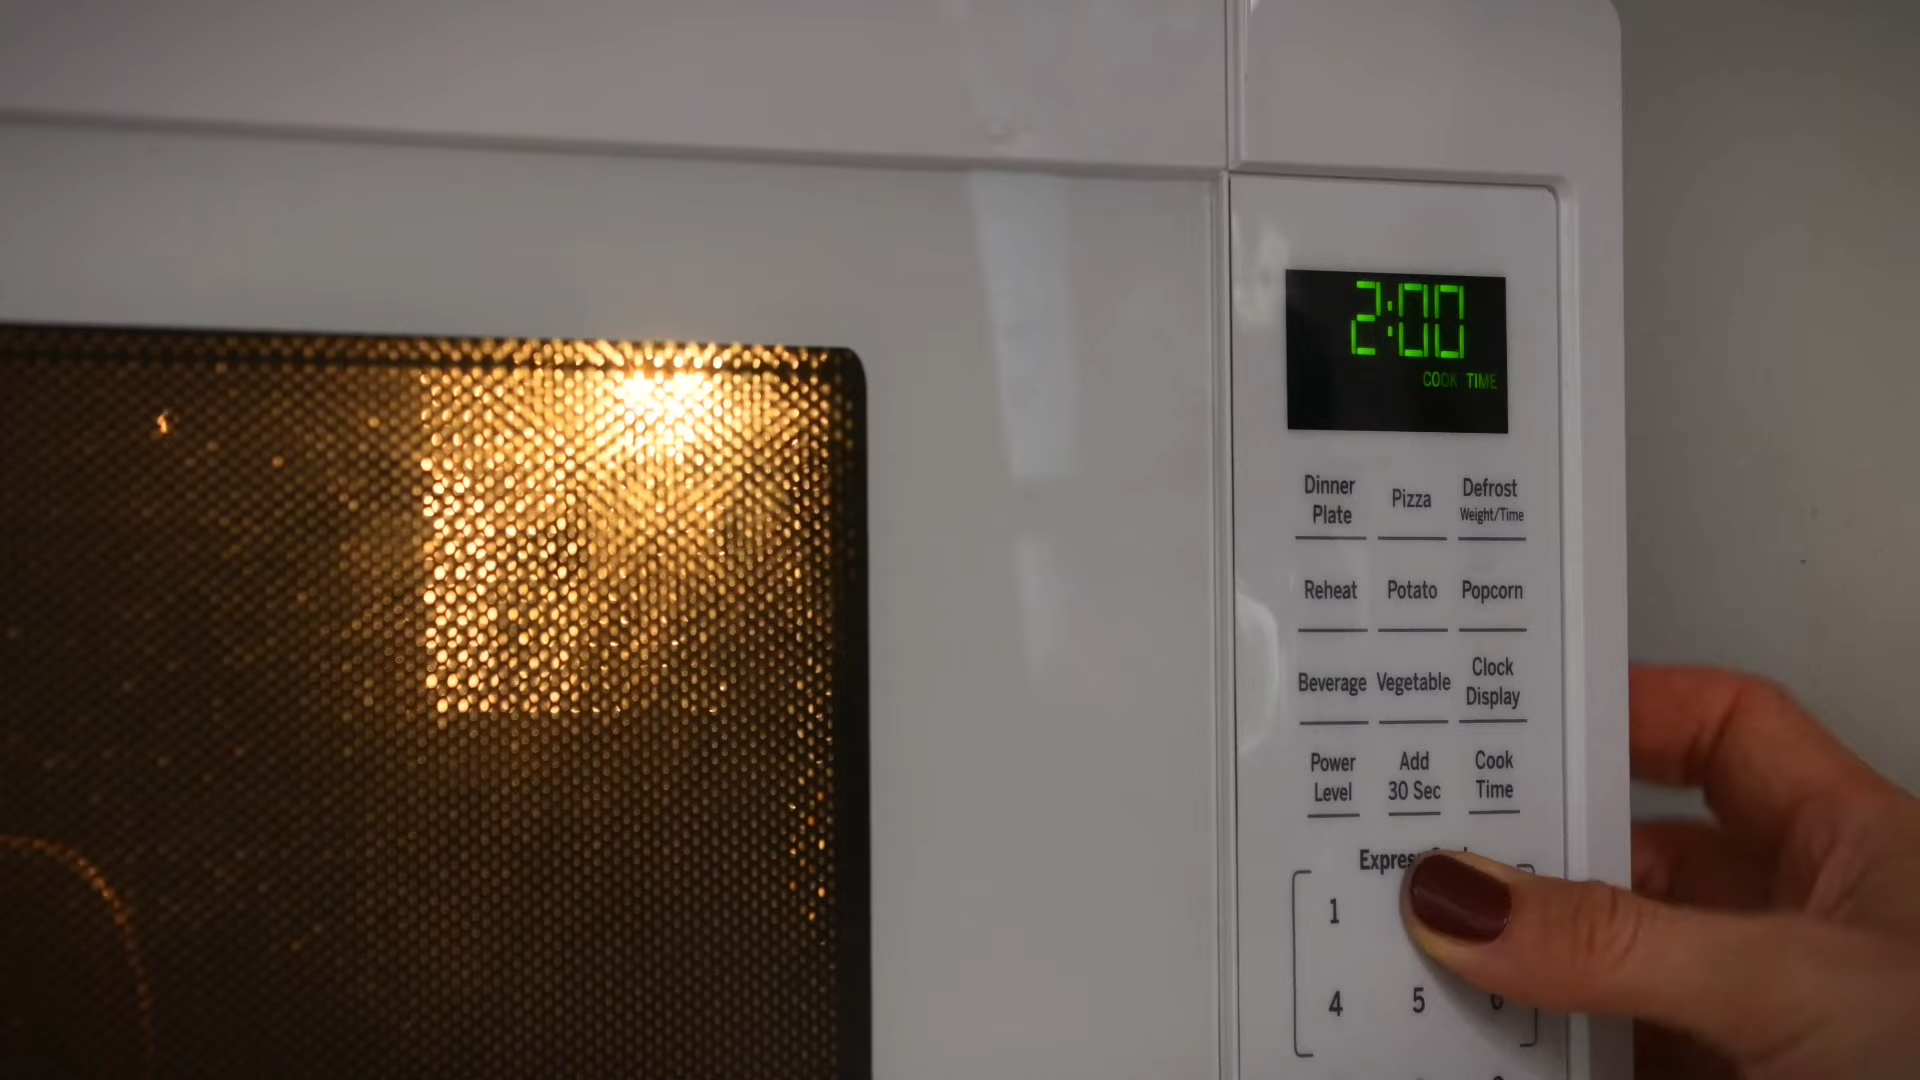 2:00
COOK TIME
Dinner Plate
Pizza
Defrost
Weight/Time
Reheat
Potato
Popcorn
Beverage
Vegetable
Clock Display
Power Level
Add 30 Sec
Cook Time
1
4
5
6